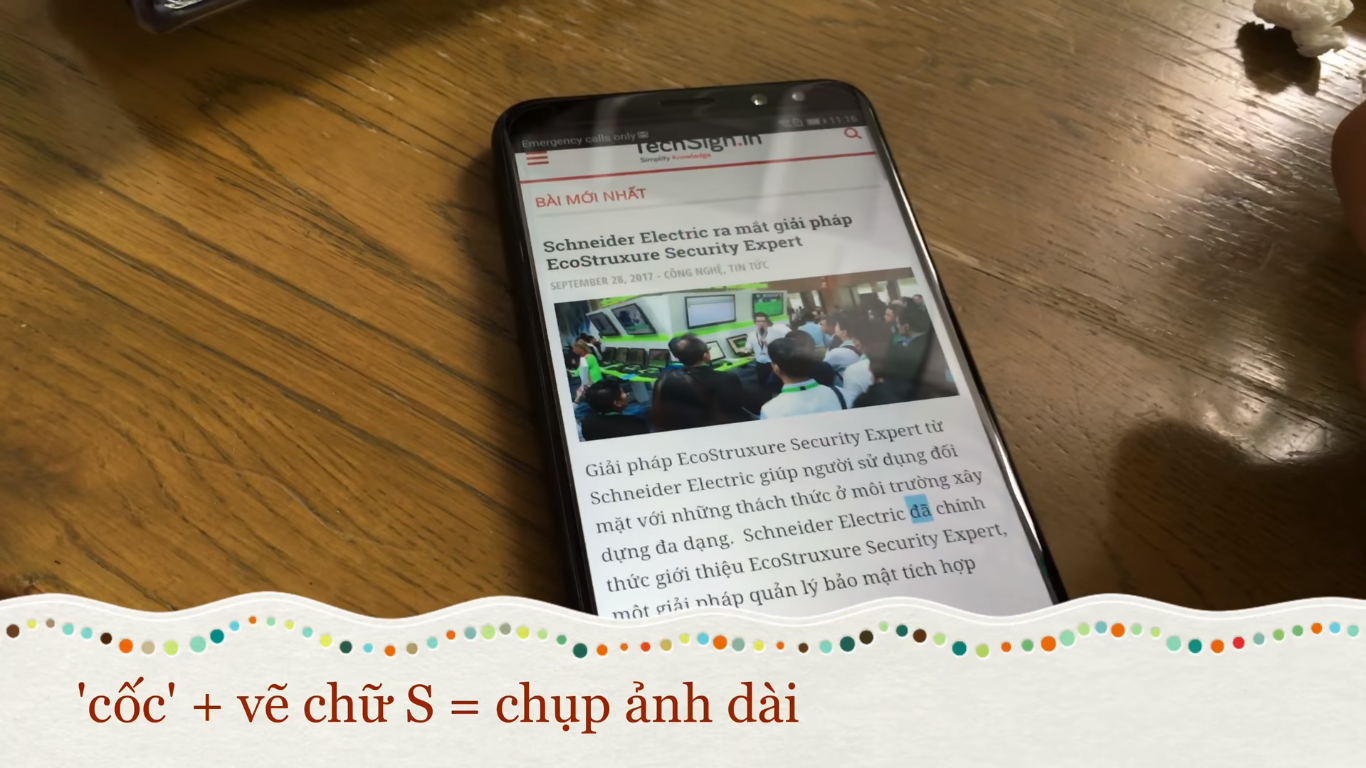 Emergency calls only
11:16
TechSign.in
Simplify Knowledge
BÀI MỚI NHẤT
Schneider Electric ra mắt giải pháp
EcoStruxure Security Expert
SEPTEMBER 28, 2017 - CÔNG NGHỆ, TIN TỨC
Giải pháp EcoStruxure Security Expert từ
Schneider Electric giúp người sử dụng đối
mặt với những thách thức ở môi trường xây
dựng đa dạng. Schneider Electric đã chính
thức giới thiệu EcoStruxure Security Expert,
một giải pháp quản lý bảo mật tích hợp
'cốc' + vẽ chữ S = chụp ảnh dài